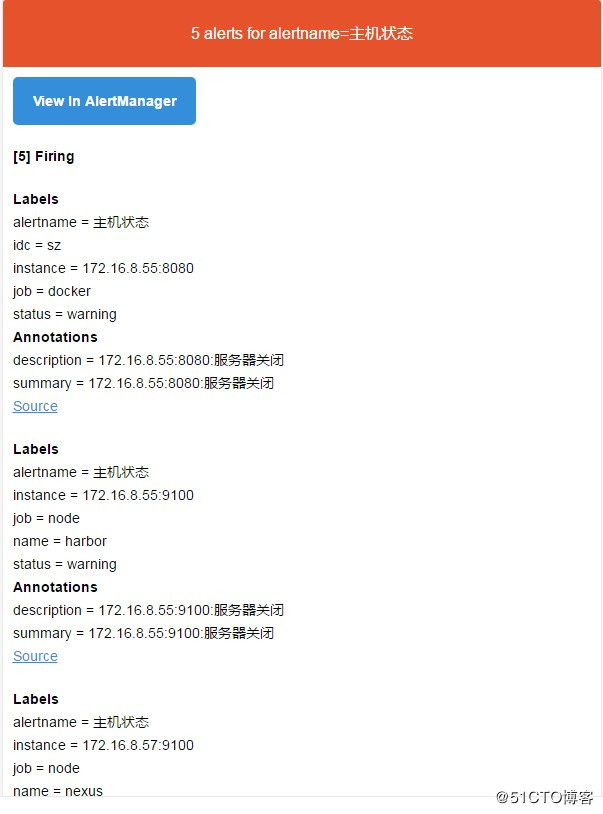 5 alerts for alertname=主机状态
View In AlertManager
[5] Firing
Labels
alertname = 主机状态
idc = sz
instance = 172.16.8.55:8080
job = docker
status = warning
Annotations
description = 172.16.8.55:8080:服务器关闭
summary = 172.16.8.55:8080:服务器关闭
Source
Labels
alertname = 主机状态
instance = 172.16.8.55:9100
job = node
name = harbor
status = warning
Annotations
description = 172.16.8.55:9100:服务器关闭
summary = 172.16.8.55:9100:服务器关闭
Source
Labels
alertname = 主机状态
instance = 172.16.8.57:9100
job = node
name = nexus
@51CTO博客